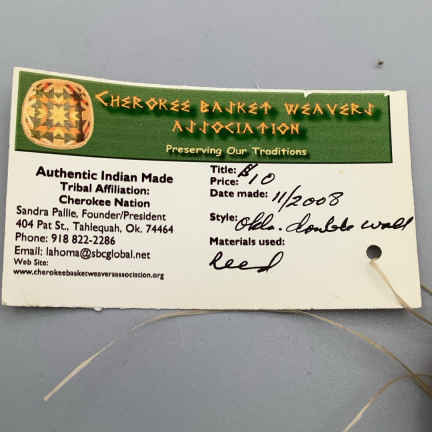 CHEROKEE BASKET WEAVERS
ASSOCIATION
Preserving Our Traditions
Authentic Indian Made
Tribal Affiliation:
Cherokee Nation
Sandra Pallie, Founder/President
404 Pat St., Tahlequah, Ok. 74464
Phone: 918 822-2286
Email: lahoma@sbcglobal.net
Web Site:
www.cherokeebasketweaversassociation.org
Title:
Price: $10
Date made: 11/2008
Style: Okla. double wall
Materials used:
Reed